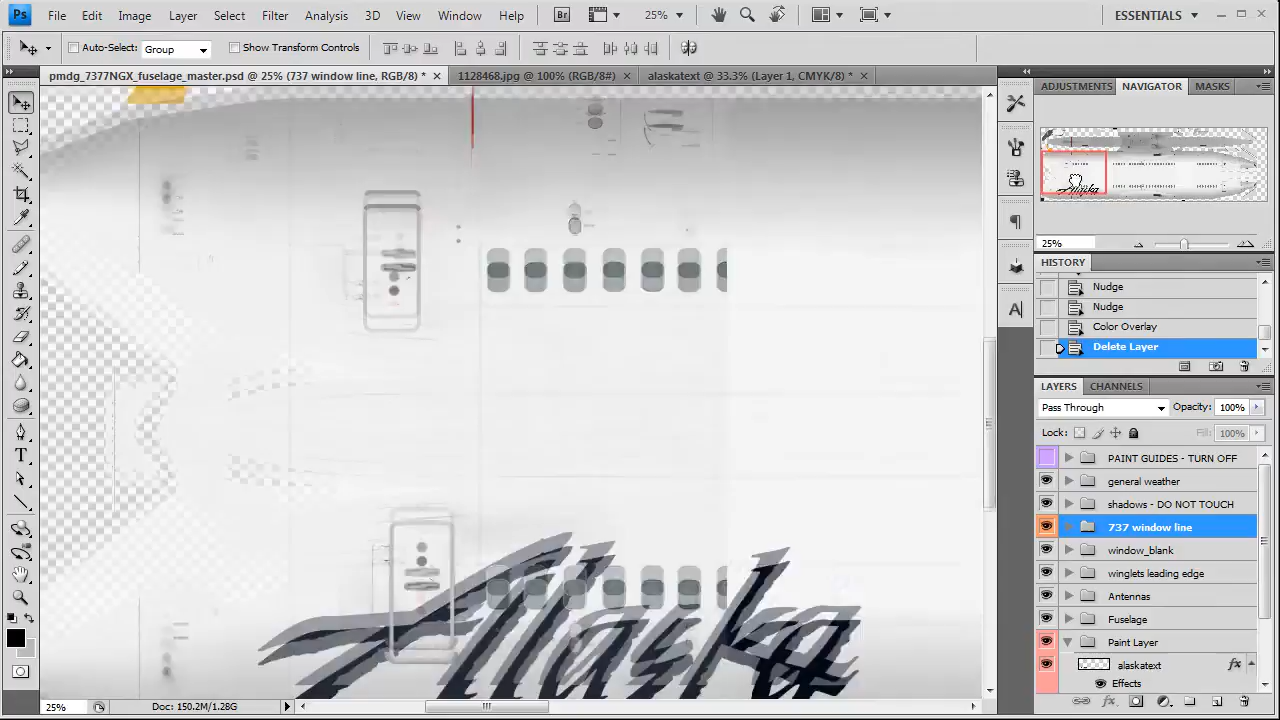 Ps File Edit Image Layer Select Filter Analysis 3D View Window Help Br 25% ESSENTIALS
Auto-Select: Group Show Transform Controls
pmdg_7377NGX_fuselage_master.psd @ 25% (737 window line, RGB/8) * × 1128468.jpg @ 100% (RGB/8#) × alaskatext % (Layer 1, CMYK/8) * ×
ADJUSTMENTS NAVIGATOR MASKS
25%
HISTORY
Nudge
Nudge
Color Overlay
Delete Layer
LAYERS CHANNELS
Pass Through Opacity: 100%
Lock: Fill: 100%
PAINT GUIDES - TURN OFF
general weather
shadows - DO NOT TOUCH
737 window line
window_blank
winglets leading edge
Antennas
Fuselage
Paint Layer
alaskatext fx
Effects
Alaska
25% Doc: 150.2M/1.28G